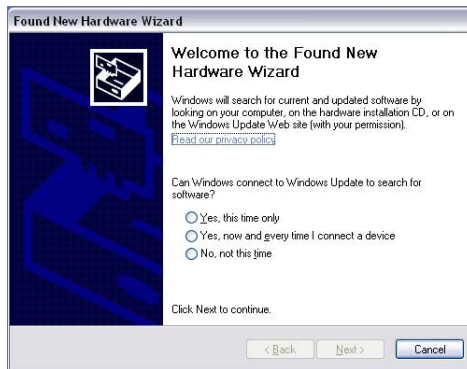 Found New Hardware Wizard
Welcome to the Found New
Hardware Wizard
Windows will search for current and updated software by
looking on your computer, on the hardware installation CD, or on
the Windows Update Web site (with your permission).
Read our privacy policy
Can Windows connect to Windows Update to search for
software?
Yes, this time only
Yes, now and every time I connect a device
No, not this time
Click Next to continue.
< Back Next > Cancel